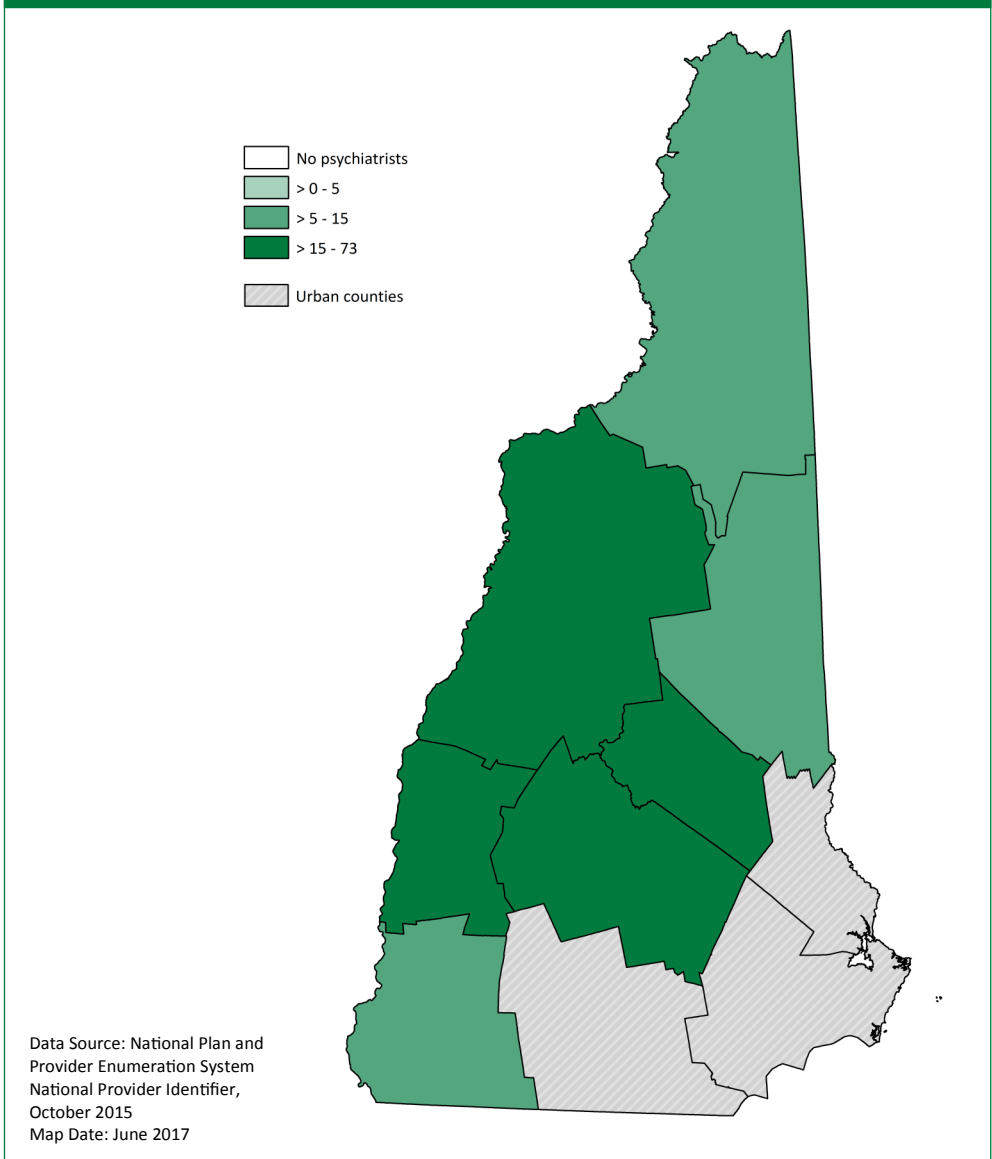 No psychiatrists
> 0 - 5
> 5 - 15
> 15 - 73
Urban counties
Data Source: National Plan and
Provider Enumeration System
National Provider Identifier,
October 2015
Map Date: June 2017